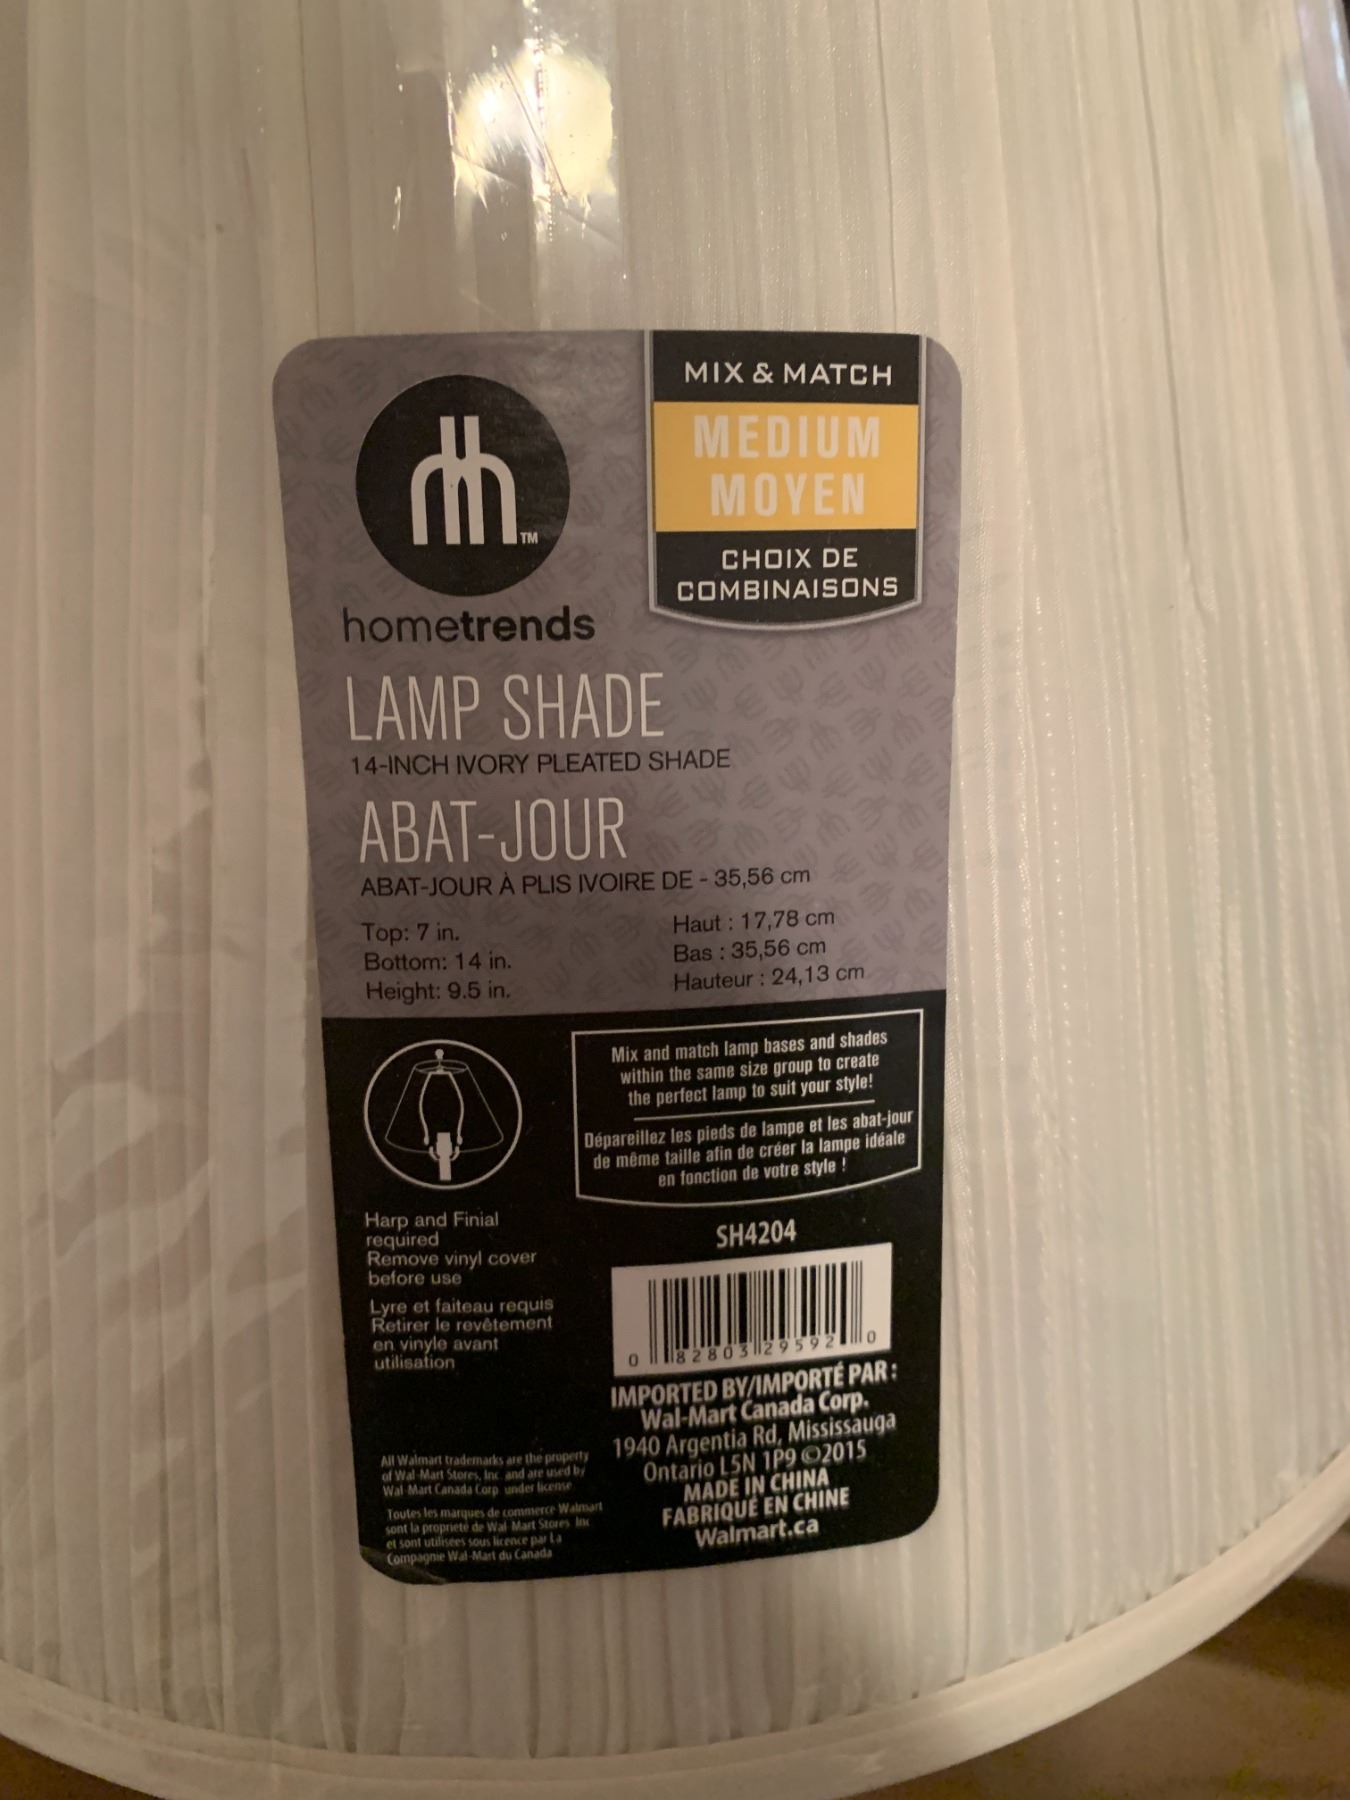 MIX & MATCH
MEDIUM
MOYEN
CHOIX DE
COMBINAISONS
TM
hometrends
LAMP SHADE
14-INCH IVORY PLEATED SHADE
ABAT-JOUR
ABAT-JOUR À PLIS IVOIRE DE - 35,56 cm
Top: 7 in.
Bottom: 14 in.
Height: 9.5 in.
Haut : 17,78 cm
Bas : 35,56 cm
Hauteur : 24,13 cm
Mix and match lamp bases and shades
within the same size group to create
the perfect lamp to suit your style!
Dépareillez les pieds de lampe et les abat-jour
de même taille afin de créer la lampe idéale
en fonction de votre style !
Harp and Finial
required
Remove vinyl cover
before use
Lyre et faiteau requis
Retirer le revêtement
en vinyle avant
utilisation
SH4204
0 82803 29592 0
IMPORTED BY/IMPORTÉ PAR :
Wal-Mart Canada Corp.
1940 Argentia Rd, Mississauga
Ontario L5N 1P9 ©2015
MADE IN CHINA
FABRIQUÉ EN CHINE
Walmart.ca
All Walmart trademarks are the property
of Wal-Mart Stores, Inc. and are used by
Wal-Mart Canada Corp. under license
Toutes les marques de commerce Walmart
sont la propriété de Wal-Mart Stores Inc
et sont utilisées sous licence par La
Compagnie Wal-Mart du Canada